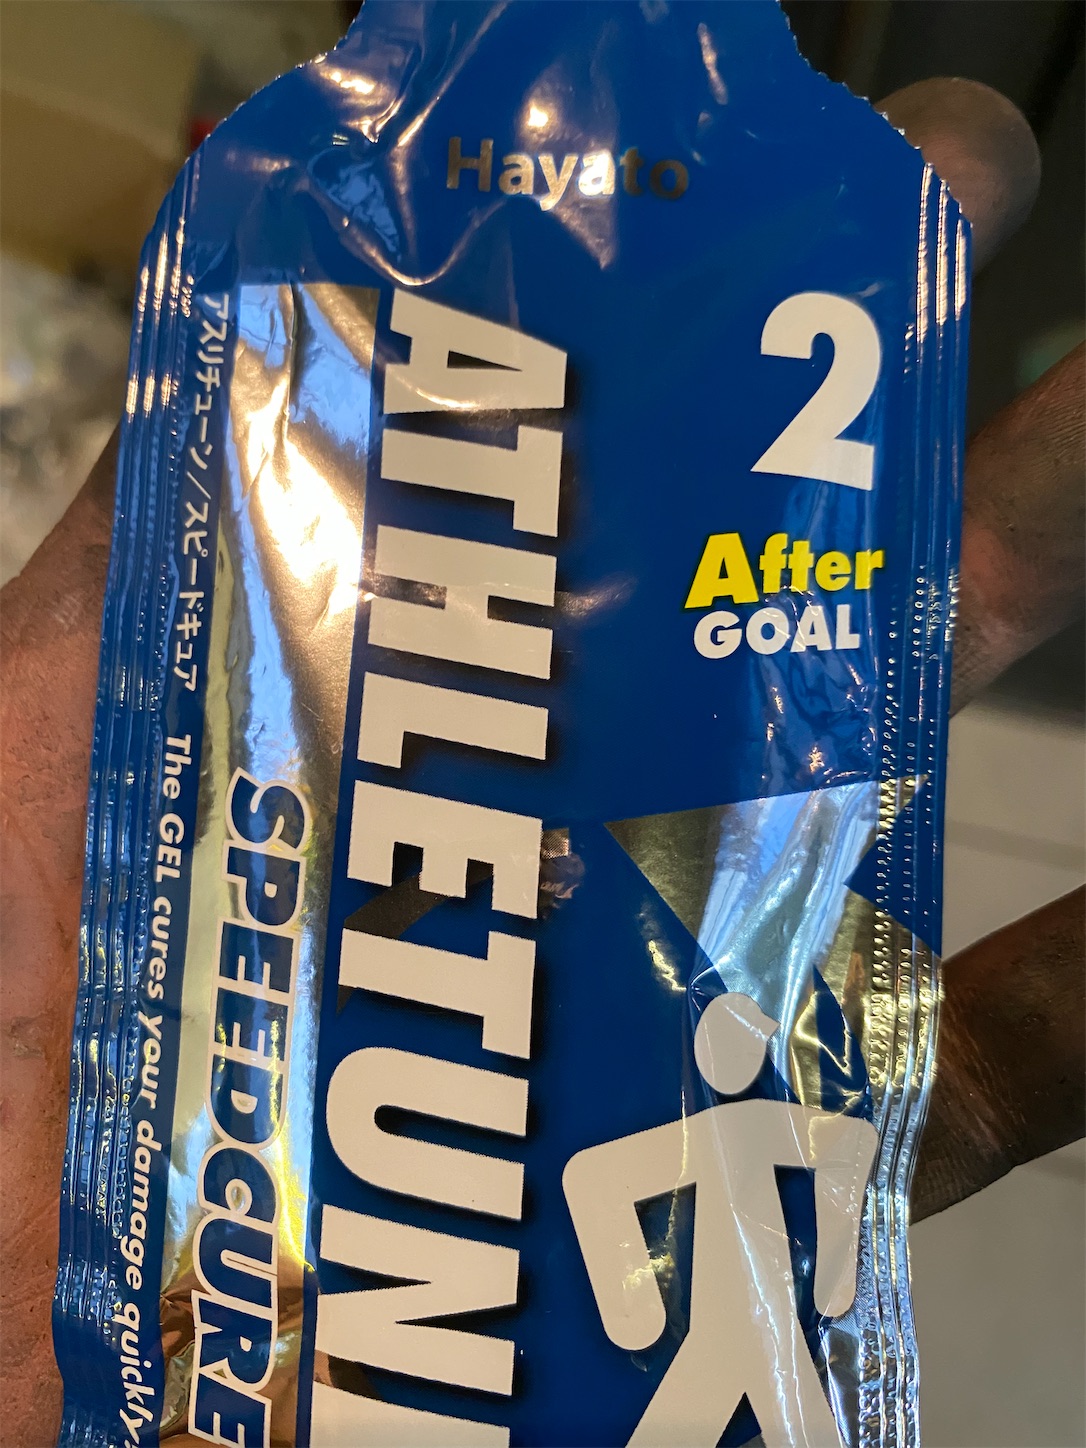 Hayato
2
After
GOAL
ATHLETUNE
SPEEDCURE
アスリチューン/スピードキュア The GEL cures your damage quickly.